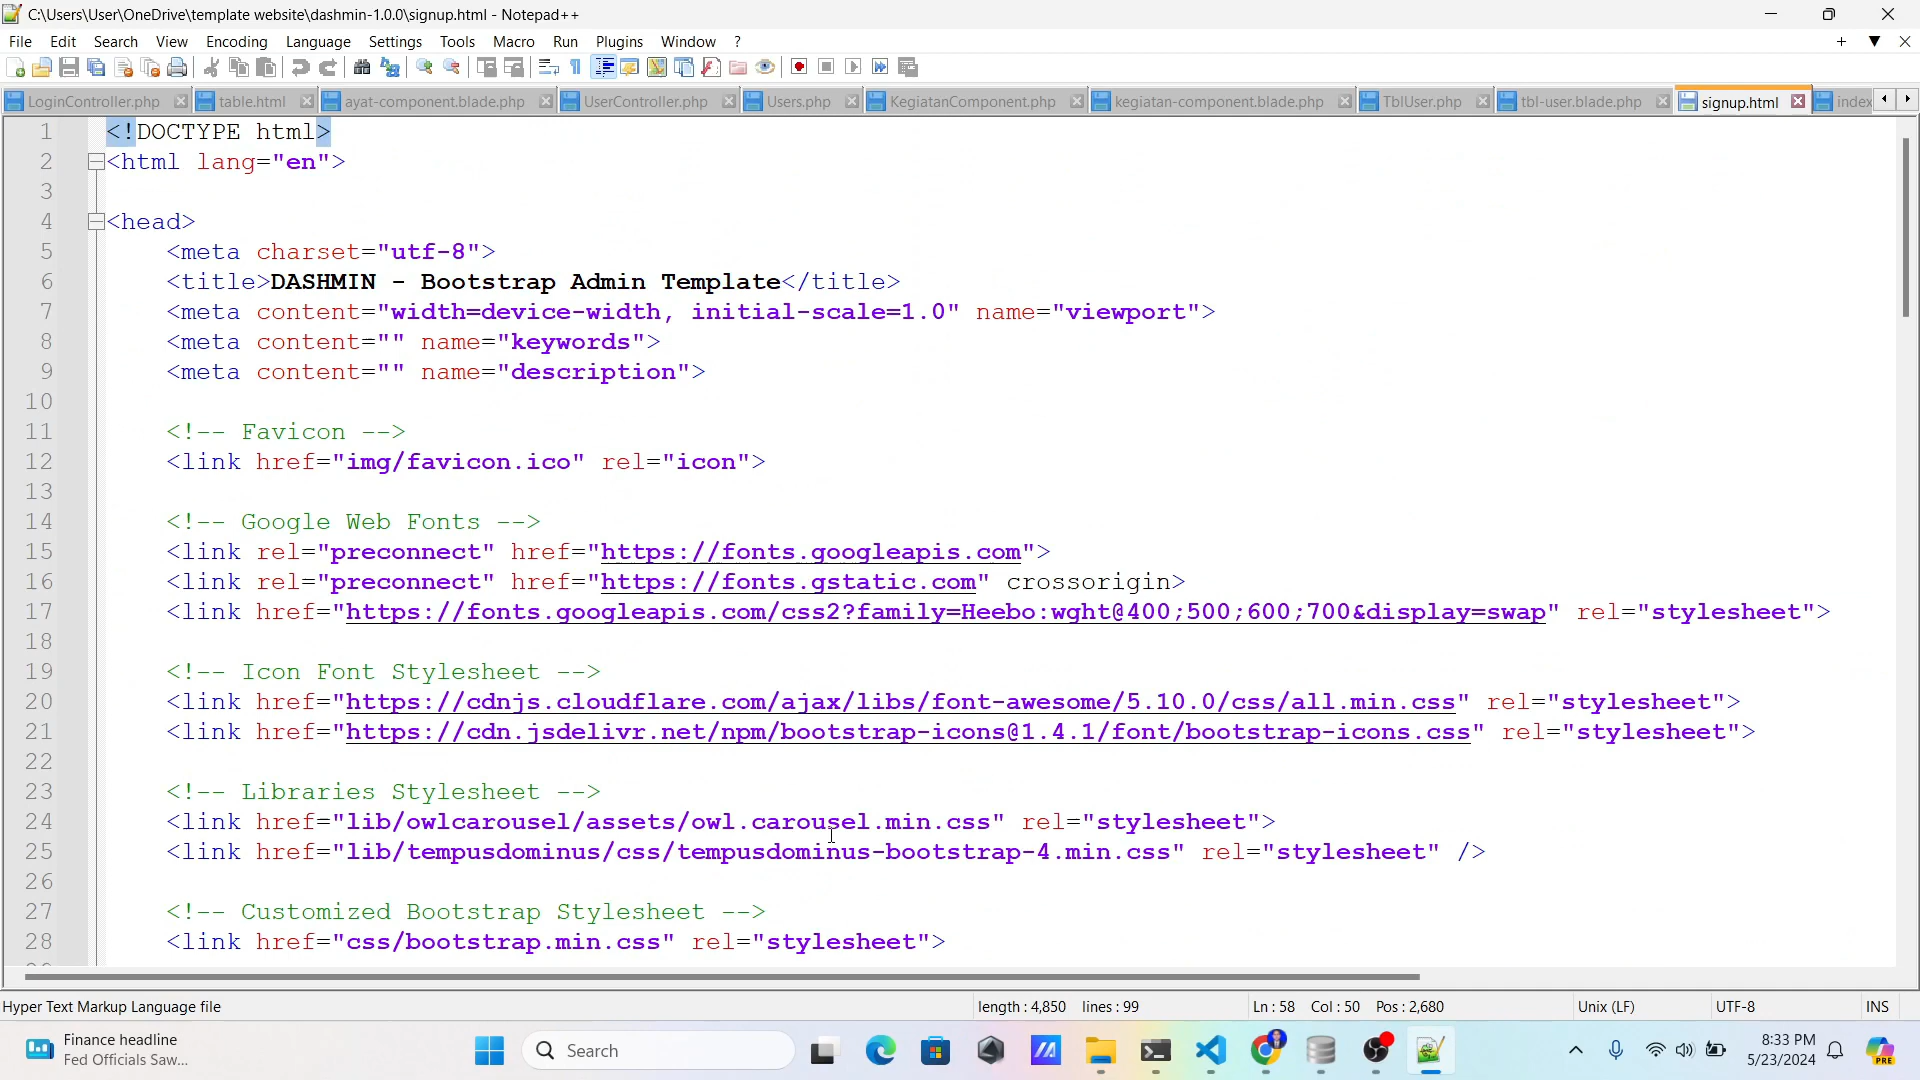 C:\Users\User\OneDrive\template website\dashmin-1.0.0\signup.html - Notepad++
File Edit Search View Encoding Language Settings Tools Macro Run Plugins Window ?
LoginController.php table.html ayat-component.blade.php UserController.php Users.php KegiatanComponent.php kegiatan-component.blade.php TblUser.php tbl-user.blade.php signup.html index
1 <!DOCTYPE html>
2 <html lang="en">
3
4 <head>
5 <meta charset="utf-8">
6 <title>DASHMIN - Bootstrap Admin Template</title>
7 <meta content="width=device-width, initial-scale=1.0" name="viewport">
8 <meta content="" name="keywords">
9 <meta content="" name="description">
10
11 <!-- Favicon -->
12 <link href="img/favicon.ico" rel="icon">
13
14 <!-- Google Web Fonts -->
15 <link rel="preconnect" href="https://fonts.googleapis.com">
16 <link rel="preconnect" href="https://fonts.gstatic.com" crossorigin>
17 <link href="https://fonts.googleapis.com/css2?family=Heebo:wght@400;500;600;700&display=swap" rel="stylesheet">
18
19 <!-- Icon Font Stylesheet -->
20 <link href="https://cdnjs.cloudflare.com/ajax/libs/font-awesome/5.10.0/css/all.min.css" rel="stylesheet">
21 <link href="https://cdn.jsdelivr.net/npm/bootstrap-icons@1.4.1/font/bootstrap-icons.css" rel="stylesheet">
22
23 <!-- Libraries Stylesheet -->
24 <link href="lib/owlcarousel/assets/owl.carousel.min.css" rel="stylesheet">
25 <link href="lib/tempusdominus/css/tempusdominus-bootstrap-4.min.css" rel="stylesheet" />
26
27 <!-- Customized Bootstrap Stylesheet -->
28 <link href="css/bootstrap.min.css" rel="stylesheet">
Hyper Text Markup Language file length : 4,850 lines : 99 Ln : 58 Col : 50 Pos : 2,680 Unix (LF) UTF-8 INS
Finance headline
Fed Officials Saw...
Search
8:33 PM
5/23/2024
PRE